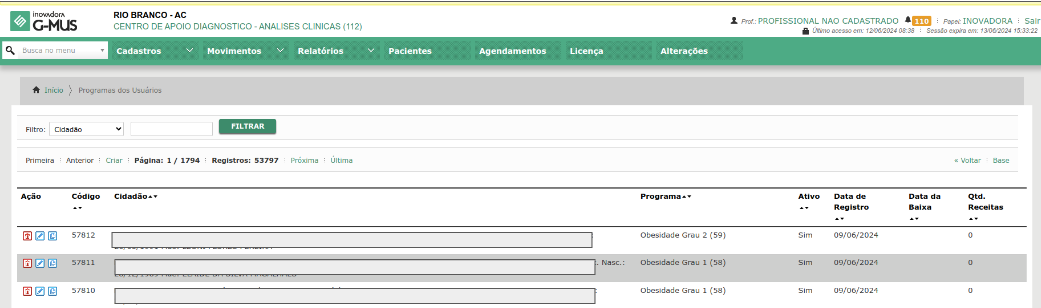 inovadora
G-MUS
RIO BRANCO - AC
CENTRO DE APOIO DIAGNOSTICO - ANALISES CLINICAS (112)
Prof.: PROFISSIONAL NAO CADASTRADO 110 Papel: INOVADORA Sair
Último acesso em: 12/06/2024 08:38 Sessão expira em: 13/06/2024 15:33:22
Busca no menu Cadastros Movimentos Relatórios Pacientes Agendamentos Licença Alterações
Início Programas dos Usuários
Filtro: Cidadão FILTRAR
Primeira Anterior Criar Página: 1 / 1794 Registros: 53797 Próxima Última « Voltar Base
Ação Código Cidadão Programa Ativo Data de Registro Data da Baixa Qtd. Receitas
57812 Obesidade Grau 2 (59) Sim 09/06/2024 0
57811 Nasc.: Obesidade Grau 1 (58) Sim 09/06/2024 0
57810 Obesidade Grau 1 (58) Sim 09/06/2024 0